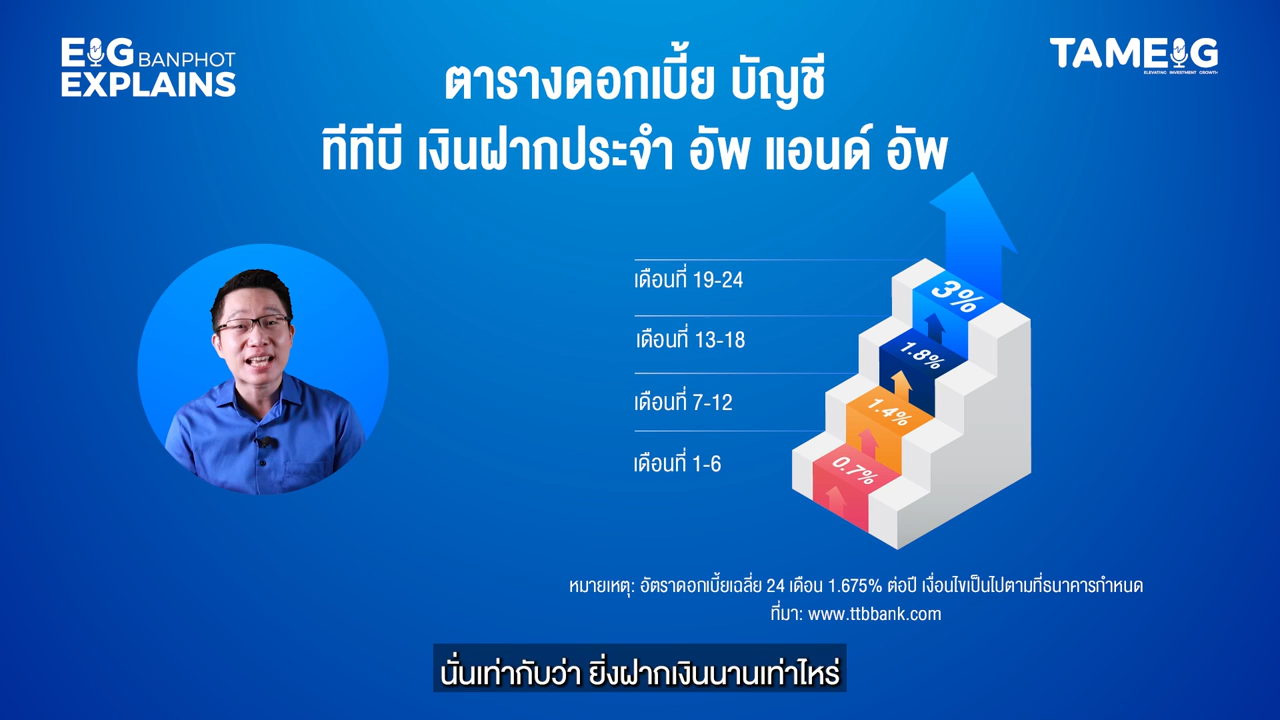 EIG BANPHOT
EXPLAINS
TAMEIG
ELEVATING INVESTMENT GROWTH
ตารางดอกเบี้ย บัญชี
ทีทีบี เงินฝากประจำ อัพ แอนด์ อัพ
เดือนที่ 19-24
3%
เดือนที่ 13-18
1.8%
เดือนที่ 7-12
1.4%
เดือนที่ 1-6
0.7%
หมายเหตุ: อัตราดอกเบี้ยเฉลี่ย 24 เดือน 1.675% ต่อปี เงื่อนไขเป็นไปตามที่ธนาคารกำหนด
ที่มา: www.ttbbank.com
นั่นเท่ากับว่า ยิ่งฝากเงินนานเท่าไหร่